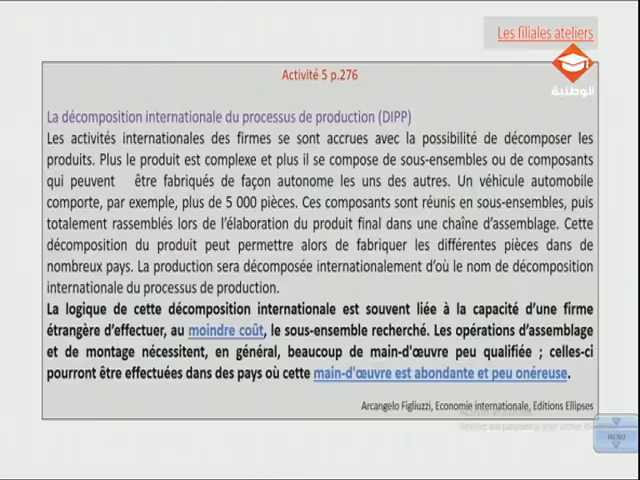 Les filiales ateliers
الوطنية
Activité 5 p.276
La décomposition internationale du processus de production (DIPP)
Les activités internationales des firmes se sont accrues avec la possibilité de décomposer les
produits. Plus le produit est complexe et plus il se compose de sous-ensembles ou de composants
qui peuvent être fabriqués de façon autonome les uns des autres. Un véhicule automobile
comporte, par exemple, plus de 5 000 pièces. Ces composants sont réunis en sous-ensembles, puis
totalement rassemblés lors de l'élaboration du produit final dans une chaîne d'assemblage. Cette
décomposition du produit peut permettre alors de fabriquer les différentes pièces dans de
nombreux pays. La production sera décomposée internationalement d'où le nom de décomposition
internationale du processus de production.
La logique de cette décomposition internationale est souvent liée à la capacité d'une firme
étrangère d'effectuer, au moindre coût, le sous-ensemble recherché. Les opérations d'assemblage
et de montage nécessitent, en général, beaucoup de main-d'œuvre peu qualifiée ; celles-ci
pourront être effectuées dans des pays où cette main-d'œuvre est abondante et peu onéreuse.
Arcangelo Figliuzzi, Economie internationale, Editions Ellipses
MENU